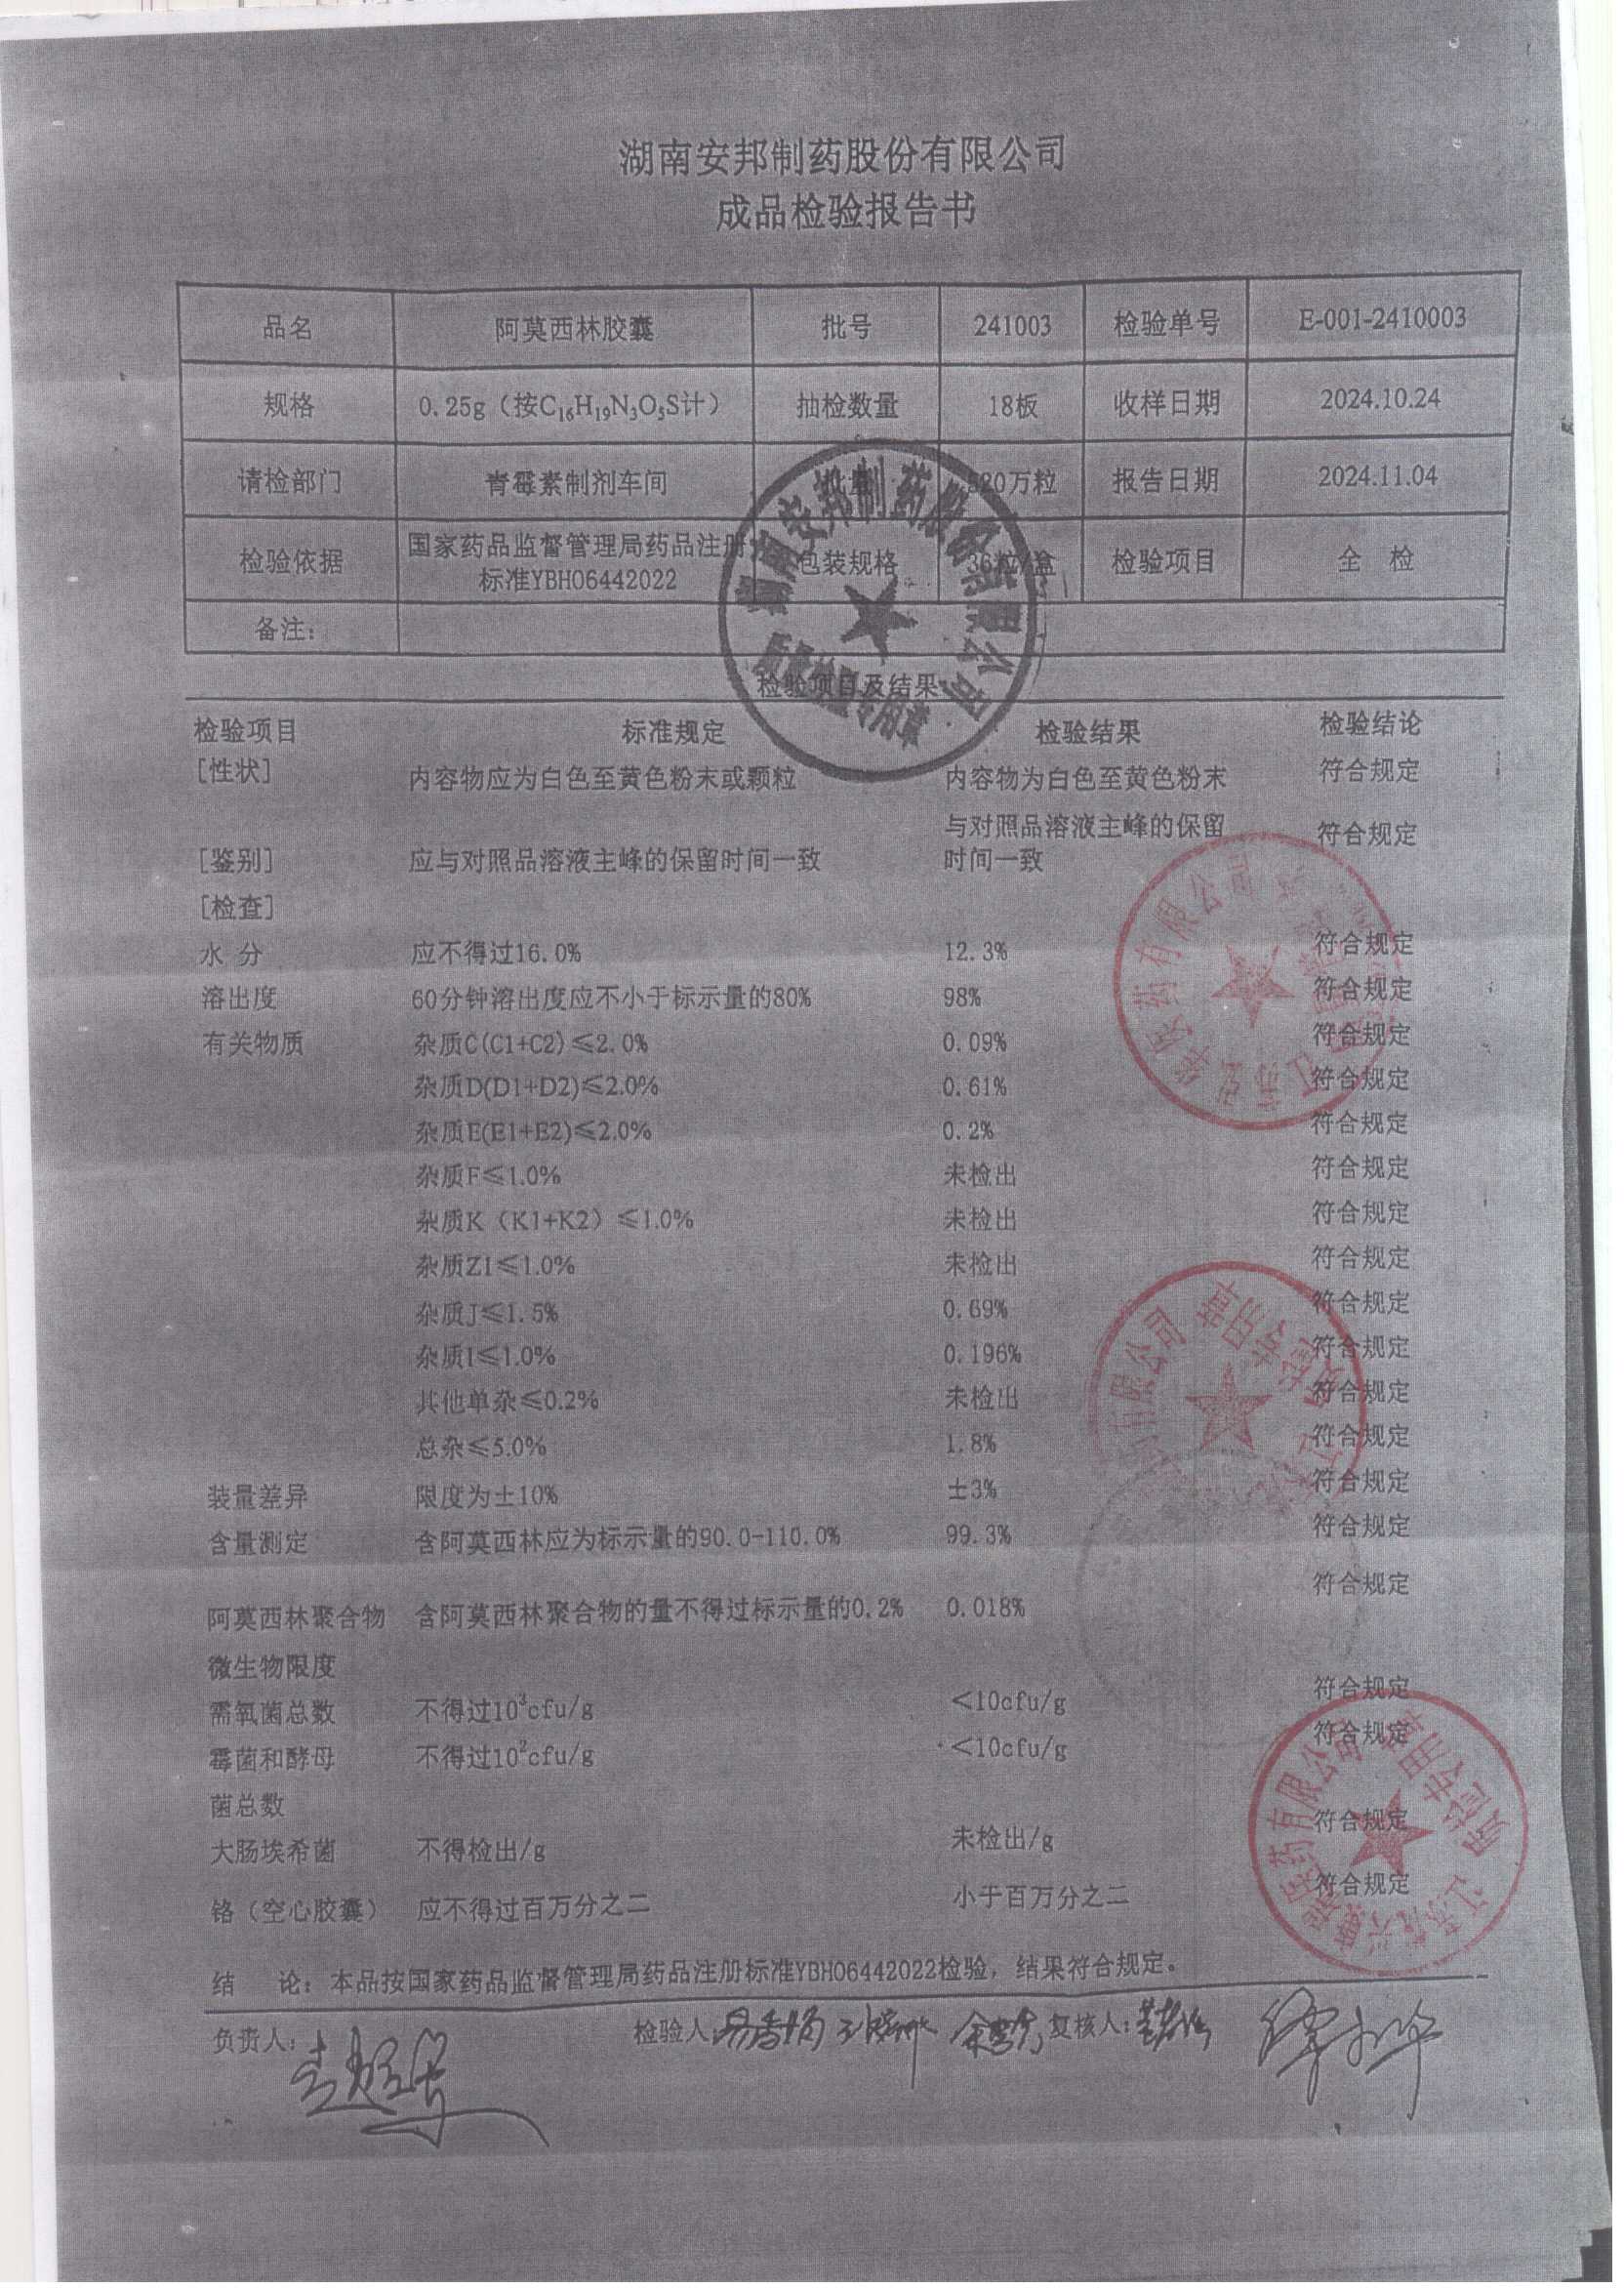 湖南安邦制药股份有限公司
成品检验报告书
品名 阿莫西林胶囊 批号 241003 检验单号 E-001-2410003
规格 0.25g（按C₁₆H₁₉N₃O₅S计） 抽检数量 18板 收样日期 2024.10.24
请检部门 青霉素制剂车间 批量 20万粒 报告日期 2024.11.04
检验依据 国家药品监督管理局药品注册 包装规格 36粒/盒 检验项目 全 检
标准YBH06442022
备注：
湖南安邦制药股份有限公司
检验项目及结果
检验项目 标准规定 检验结果 检验结论
[性状] 内容物应为白色至黄色粉末或颗粒 内容物为白色至黄色粉末 符合规定
与对照品溶液主峰的保留 符合规定
[鉴别] 应与对照品溶液主峰的保留时间一致 时间一致
[检查]
水 分 应不得过16.0% 12.3% 符合规定
溶出度 60分钟溶出度应不小于标示量的80% 98% 符合规定
有关物质 杂质C(C1+C2)≤2.0% 0.09% 符合规定
杂质D(D1+D2)≤2.0% 0.61% 符合规定
杂质E(E1+E2)≤2.0% 0.2% 符合规定
杂质F≤1.0% 未检出 符合规定
杂质K（K1+K2）≤1.0% 未检出 符合规定
杂质Z1≤1.0% 未检出 符合规定
杂质J≤1.5% 0.69% 符合规定
杂质I≤1.0% 0.196% 符合规定
其他单杂≤0.2% 未检出 符合规定
总杂≤5.0% 1.8% 符合规定
装量差异 限度为±10% ±3% 符合规定
含量测定 含阿莫西林应为标示量的90.0-110.0% 99.3% 符合规定
阿莫西林聚合物 含阿莫西林聚合物的量不得过标示量的0.2% 0.018% 符合规定
微生物限度
需氧菌总数 不得过10³cfu/g <10cfu/g 符合规定
霉菌和酵母 不得过10²cfu/g <10cfu/g 符合规定
菌总数
大肠埃希菌 不得检出/g 未检出/g 符合规定
铬（空心胶囊） 应不得过百万分之二 小于百万分之二 符合规定
结 论：本品按国家药品监督管理局药品注册标准YBH06442022检验，结果符合规定。
负责人： 检验人 复核人：